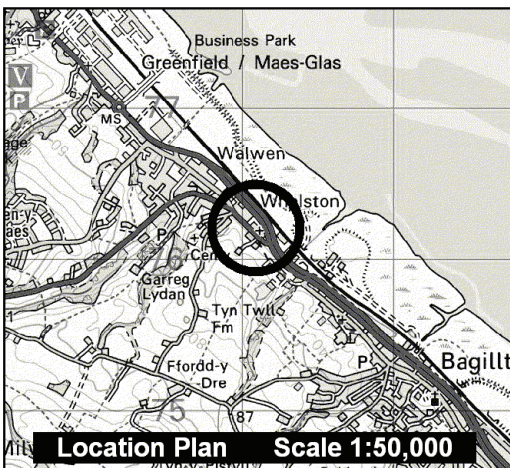 Business Park
Greenfield / Maes-Glas
V
P
MS
77
Walwen
Whelston
P
76
Cem
Garreg
Lydan
Tyn Twll
Fm
Ffordd-y
-Dre
P
Bagillt
75
87
Location Plan Scale 1:50,000